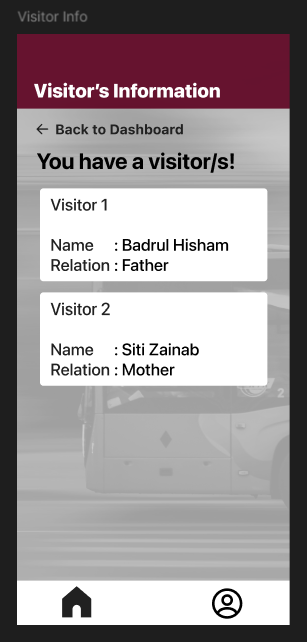 Visitor Info
Visitor's Information
← Back to Dashboard
You have a visitor/s!
Visitor 1
Name : Badrul Hisham
Relation : Father
Visitor 2
Name : Siti Zainab
Relation : Mother
2